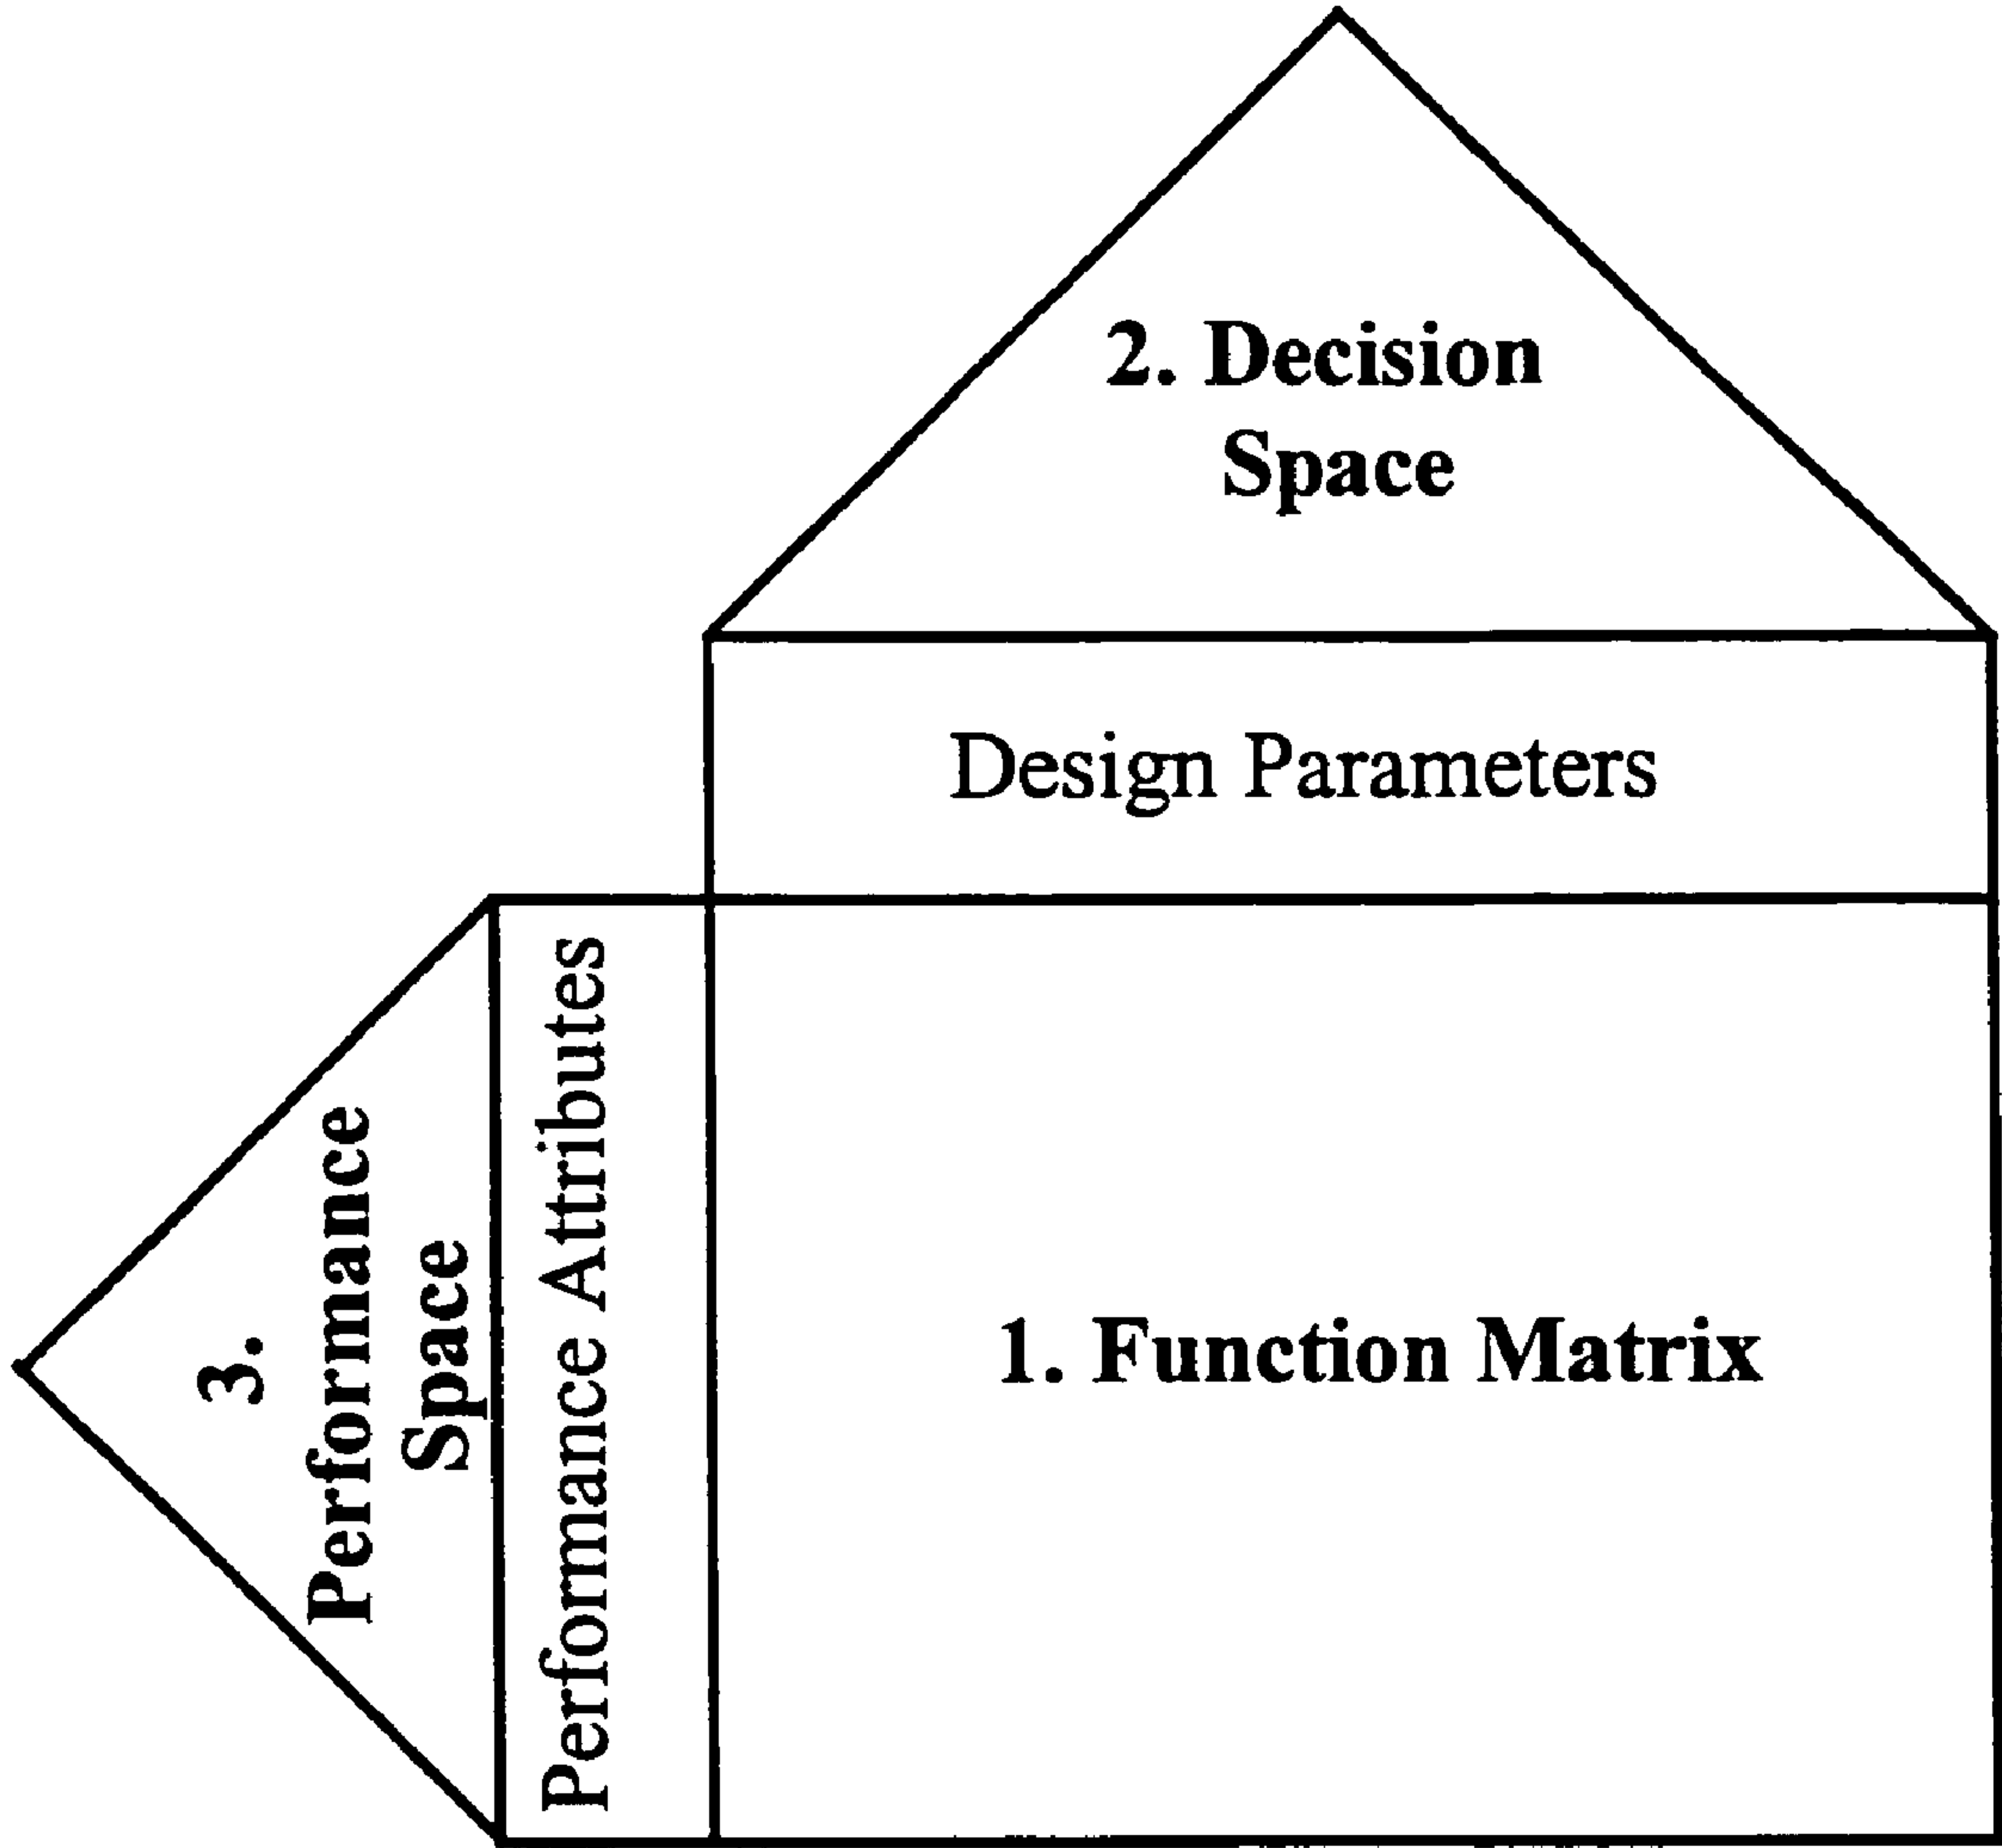 2. Decision
Space
Design Parameters
3.
Performance
Space
Performance Attributes
1. Function Matrix